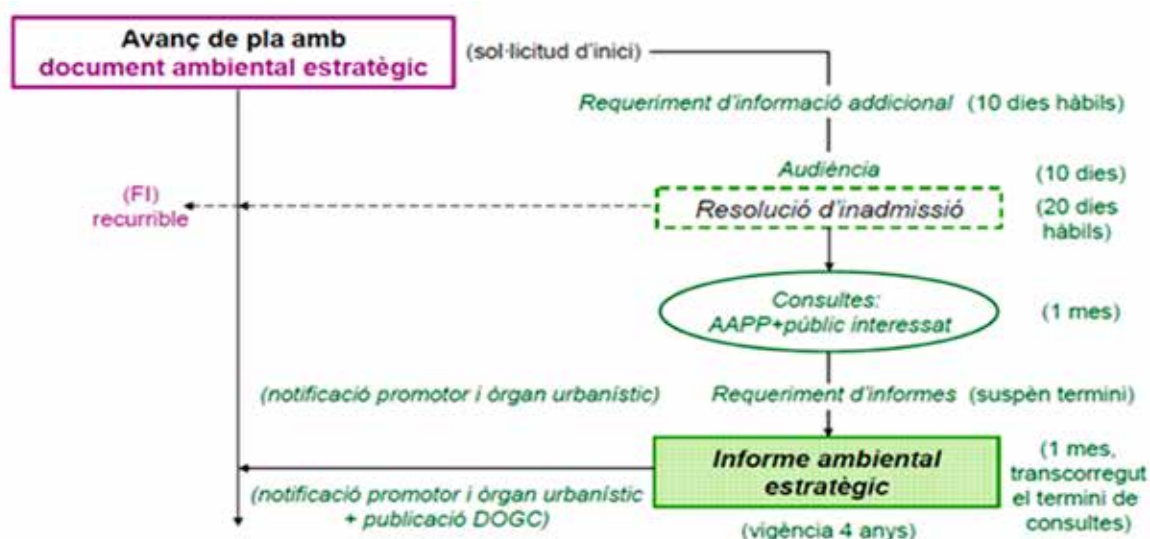 Avanç de pla amb
document ambiental estratègic
(sol·licitud d'inici)
Requeriment d'informació addicional (10 dies hàbils)
Audiència (10 dies)
(FI)
recurrible
Resolució d'inadmissió
(20 dies
hàbils)
Consultes:
AAPP+públic interessat
(1 mes)
(notificació promotor i òrgan urbanístic)
Requeriment d'informes (suspèn termini)
Informe ambiental
estratègic
(1 mes,
transcorregut
el termini de
consultes)
(notificació promotor i òrgan urbanístic
+ publicació DOGC)
(vigència 4 anys)